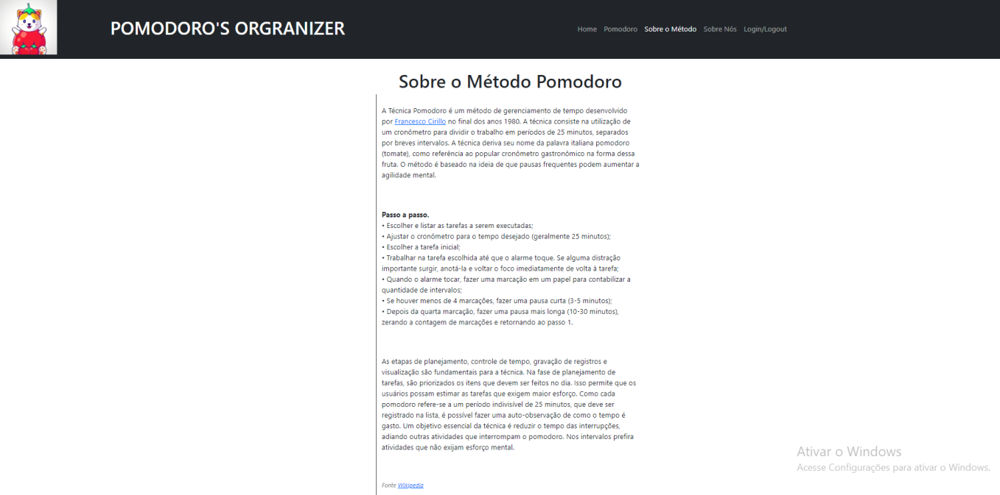 POMODORO'S ORGRANIZER
Home Pomodoro Sobre o Método Sobre Nós Login/Logout
Sobre o Método Pomodoro
A Técnica Pomodoro é um método de gerenciamento de tempo desenvolvido
por Francesco Cirillo no final dos anos 1980. A técnica consiste na utilização de
um cronômetro para dividir o trabalho em períodos de 25 minutos, separados
por breves intervalos. A técnica deriva seu nome da palavra italiana pomodoro
(tomate), como referência ao popular cronômetro gastronômico na forma dessa
fruta. O método é baseado na ideia de que pausas frequentes podem aumentar a
agilidade mental.
Passo a passo.
• Escolher e listar as tarefas a serem executadas;
• Ajustar o cronômetro para o tempo desejado (geralmente 25 minutos);
• Escolher a tarefa inicial;
• Trabalhar na tarefa escolhida até que o alarme toque. Se alguma distração
importante surgir, anotá-la e voltar o foco imediatamente de volta à tarefa;
• Quando o alarme tocar, fazer uma marcação em um papel para contabilizar a
quantidade de intervalos;
• Se houver menos de 4 marcações, fazer uma pausa curta (3-5 minutos);
• Depois da quarta marcação, fazer uma pausa mais longa (10-30 minutos),
zerando a contagem de marcações e retornando ao passo 1.
As etapas de planejamento, controle de tempo, gravação de registros e
visualização são fundamentais para a técnica. Na fase de planejamento de
tarefas, são priorizados os itens que devem ser feitos no dia. Isso permite que os
usuários possam estimar as tarefas que exigem maior esforço. Como cada
pomodoro refere-se a um período indivisível de 25 minutos, que deve ser
registrado na lista, é possível fazer uma auto-observação de como o tempo é
gasto. Um objetivo essencial da técnica é reduzir o tempo das interrupções,
adiando outras atividades que interrompam o pomodoro. Nos intervalos prefira
atividades que não exijam esforço mental.
Ativar o Windows
Acesse Configurações para ativar o Windows.
Fonte Wikipedia